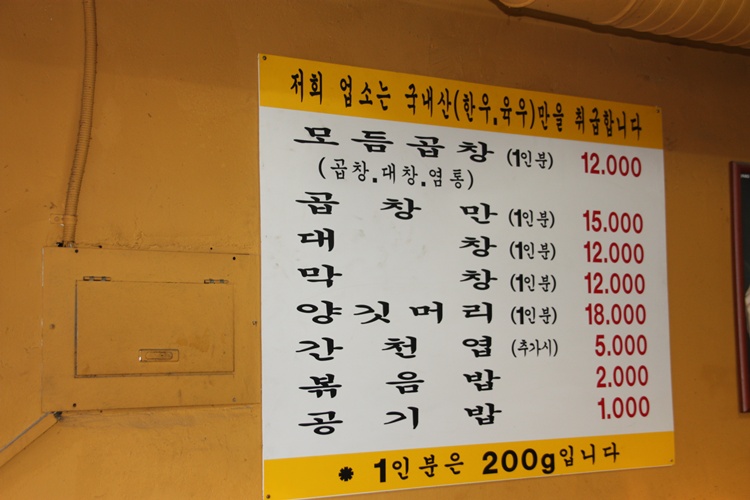 저희 업소는 국내산(한우.육우)만을 취급합니다
모듬곱창 (1인분) 12.000
(곱창.대창.염통)
곱창만 (1인분) 15.000
대창 (1인분) 12.000
막창 (1인분) 12.000
양깃머리 (1인분) 18.000
간천엽 (추가시) 5.000
볶음밥 2.000
공기밥 1.000
* 1인분은 200g입니다